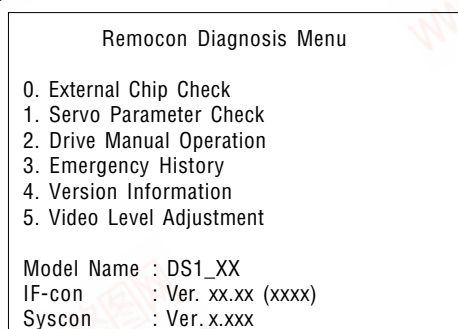 Remocon Diagnosis Menu
0. External Chip Check
1. Servo Parameter Check
2. Drive Manual Operation
3. Emergency History
4. Version Information
5. Video Level Adjustment
Model Name : DS1_XX
IF-con : Ver. xx.xx (xxxx)
Syscon : Ver. x.xxx